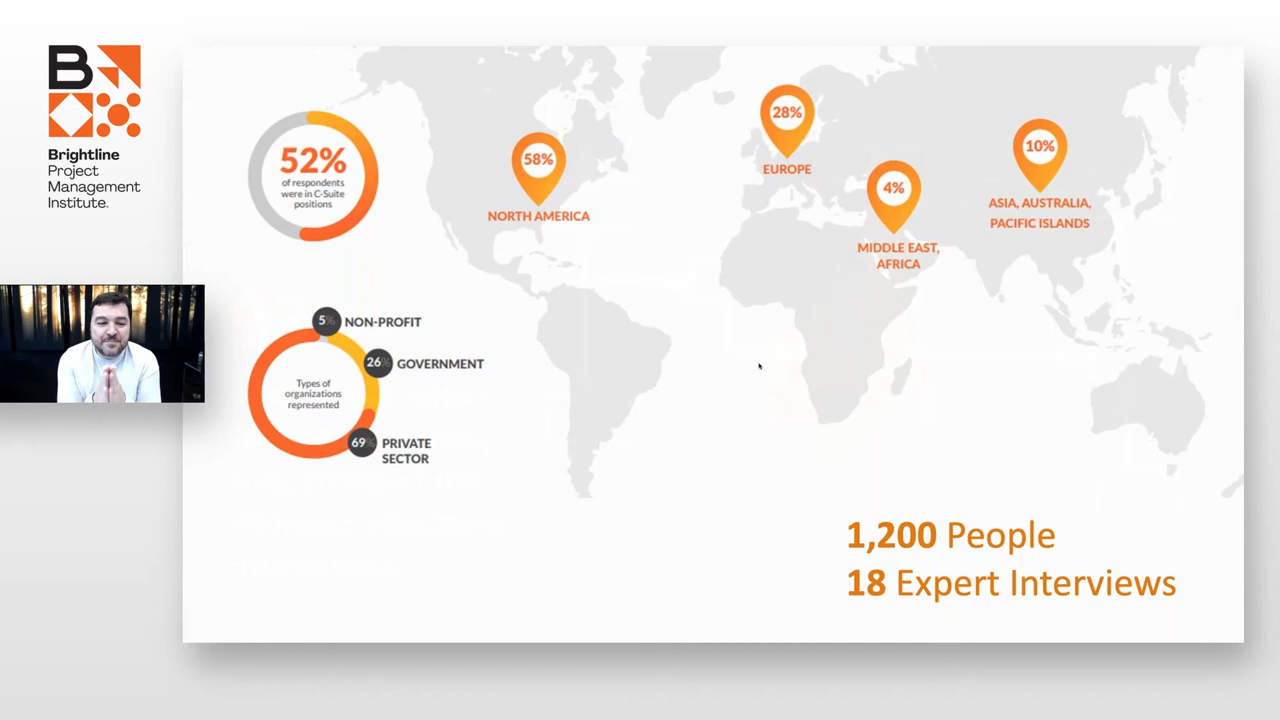 B
Brightline
Project
Management
Institute.
52%
of respondents
were in C-Suite
positions
58%
NORTH AMERICA
28%
EUROPE
4%
MIDDLE EAST,
AFRICA
10%
ASIA, AUSTRALIA,
PACIFIC ISLANDS
5%
NON-PROFIT
26%
GOVERNMENT
Types of
organizations
represented
69%
PRIVATE
SECTOR
1,200 People
18 Expert Interviews